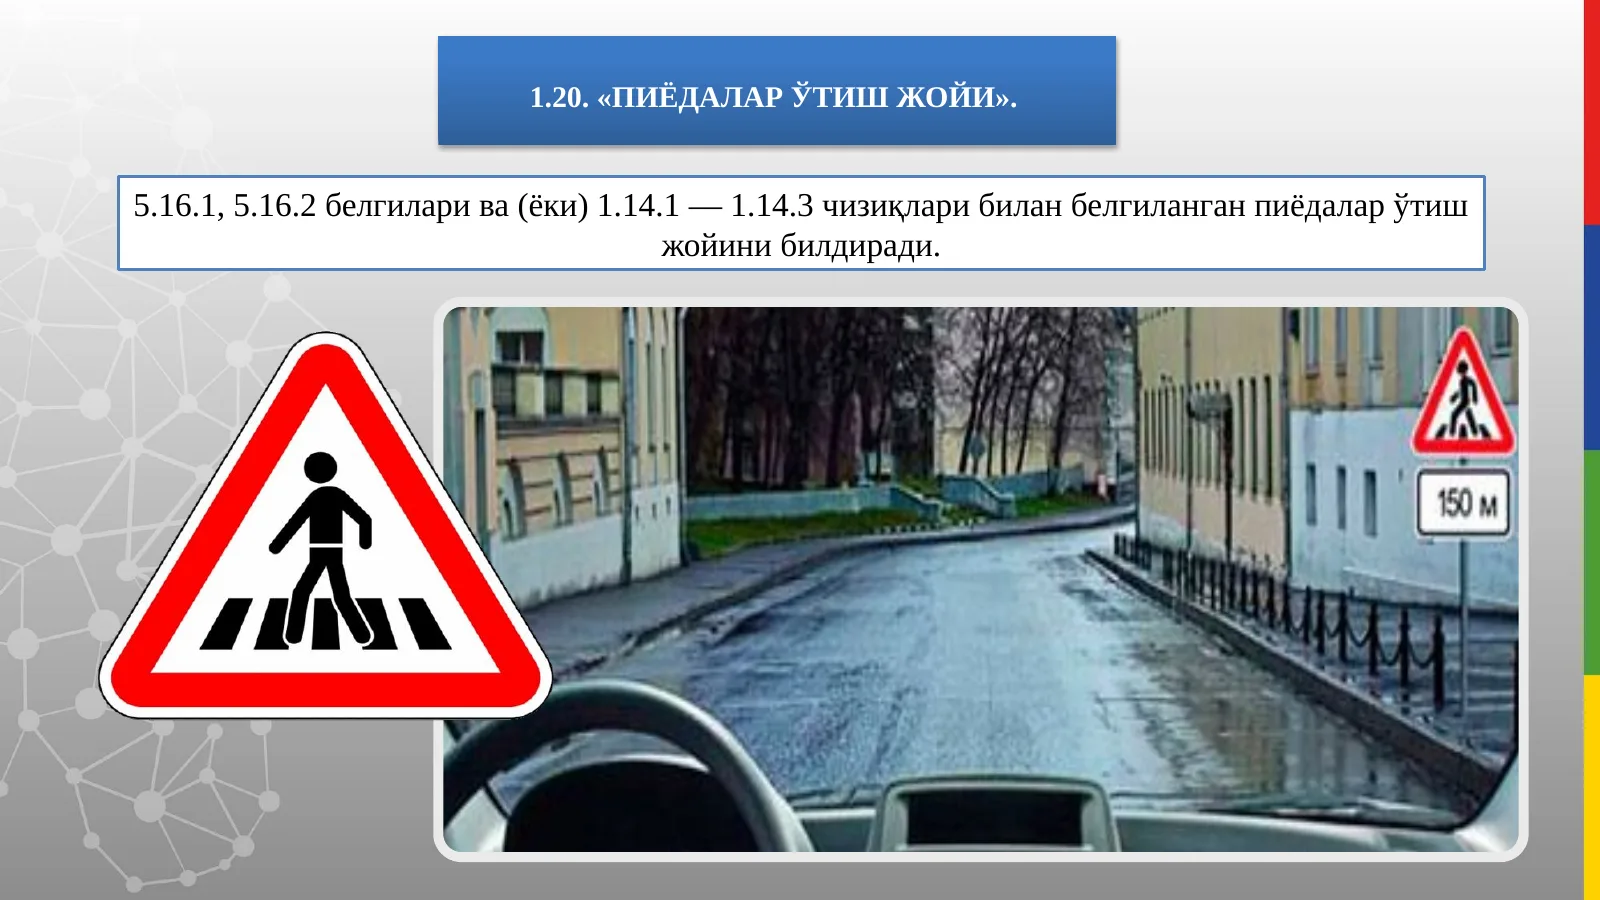 1.20. «ПИЁДАЛАР ЎТИШ ЖОЙИ».
5.16.1, 5.16.2 белгилари ва (ёки) 1.14.1 — 1.14.3 чизиқлари билан белгиланган пиёдалар ўтиш
жойини билдиради.
150 м